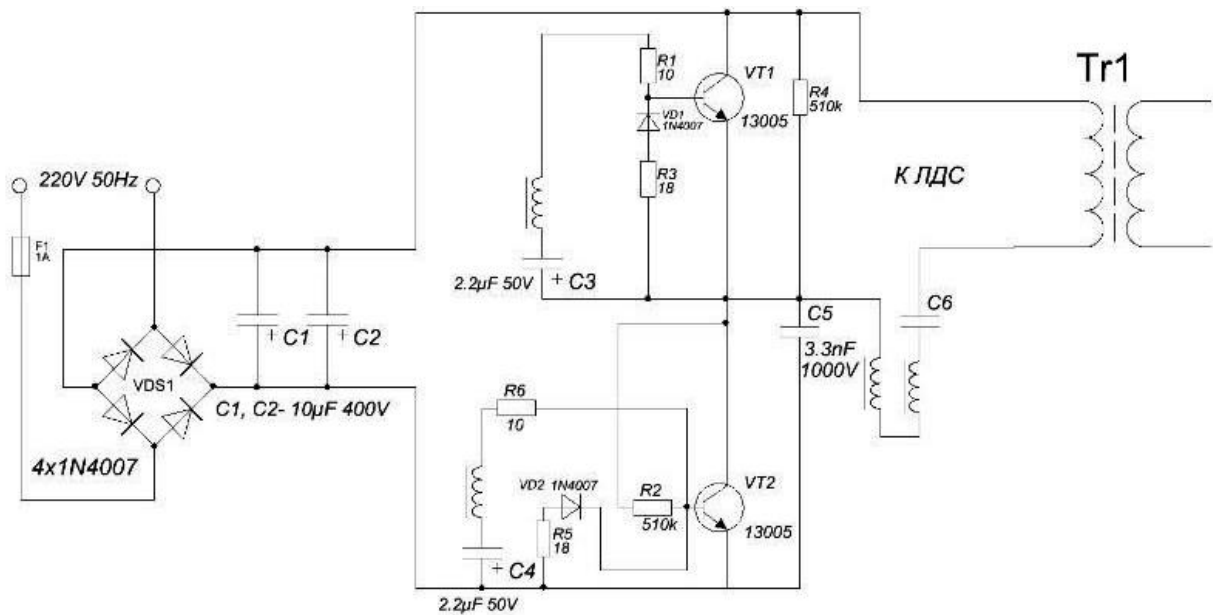 Tr1
R1
10
VT1
VD1
1N4007
13005
R4
510k
К ЛДС
R3
18
220V 50Hz
F1
1A
2.2µF 50V
+ C3
C5
3.3nF
1000V
C6
+ C1
+ C2
VDS1
C1, C2- 10µF 400V
4x1N4007
R6
10
VD2 1N4007
R2
510k
VT2
13005
R5
18
+ C4
2.2µF 50V